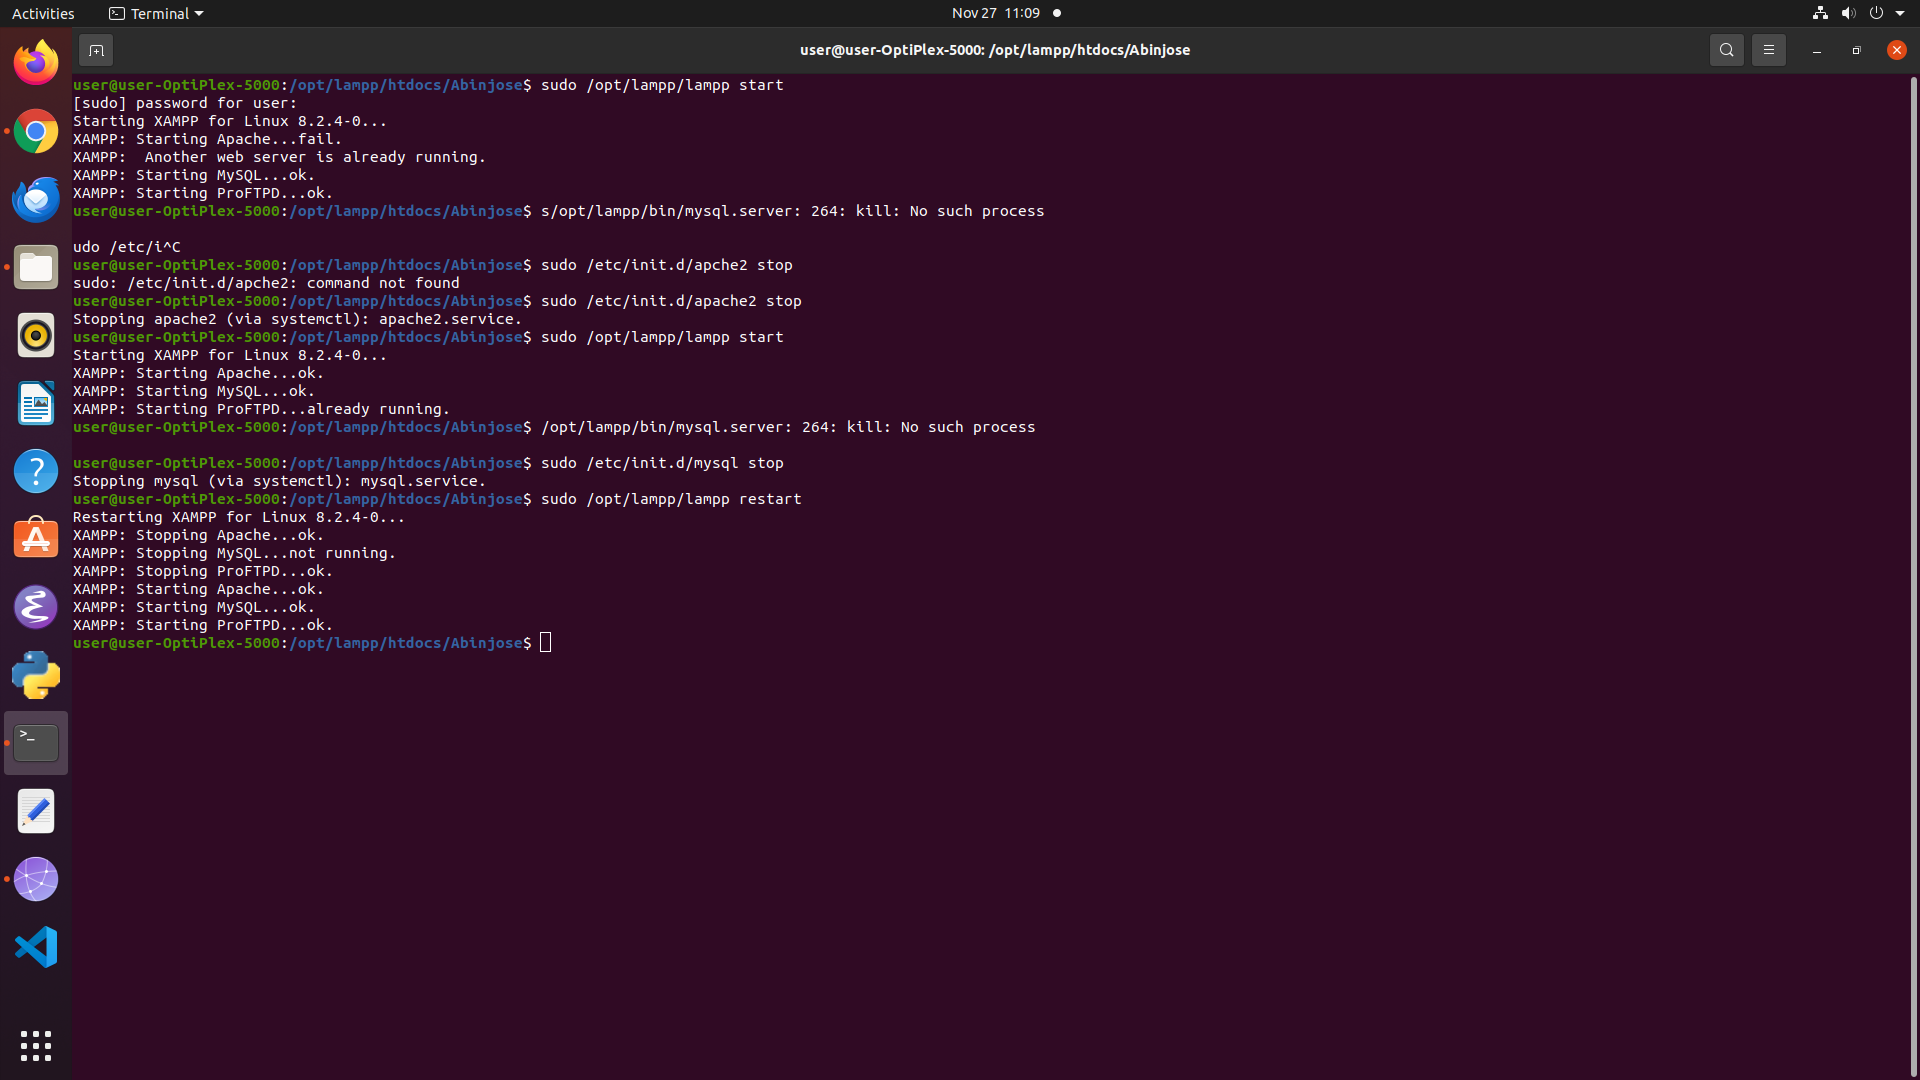 Activities
Terminal
Nov 27 11:09
user@user-OptiPlex-5000: /opt/lampp/htdocs/Abinjose
user@user-OptiPlex-5000:/opt/lampp/htdocs/Abinjose$ sudo /opt/lampp/lampp start
[sudo] password for user:
Starting XAMPP for Linux 8.2.4-0...
XAMPP: Starting Apache...fail.
XAMPP:  Another web server is already running.
XAMPP: Starting MySQL...ok.
XAMPP: Starting ProFTPD...ok.
user@user-OptiPlex-5000:/opt/lampp/htdocs/Abinjose$ s/opt/lampp/bin/mysql.server: 264: kill: No such process
udo /etc/i^C
user@user-OptiPlex-5000:/opt/lampp/htdocs/Abinjose$ sudo /etc/init.d/apche2 stop
sudo: /etc/init.d/apche2: command not found
user@user-OptiPlex-5000:/opt/lampp/htdocs/Abinjose$ sudo /etc/init.d/apache2 stop
Stopping apache2 (via systemctl): apache2.service.
user@user-OptiPlex-5000:/opt/lampp/htdocs/Abinjose$ sudo /opt/lampp/lampp start
Starting XAMPP for Linux 8.2.4-0...
XAMPP: Starting Apache...ok.
XAMPP: Starting MySQL...ok.
XAMPP: Starting ProFTPD...already running.
user@user-OptiPlex-5000:/opt/lampp/htdocs/Abinjose$ /opt/lampp/bin/mysql.server: 264: kill: No such process
user@user-OptiPlex-5000:/opt/lampp/htdocs/Abinjose$ sudo /etc/init.d/mysql stop
Stopping mysql (via systemctl): mysql.service.
user@user-OptiPlex-5000:/opt/lampp/htdocs/Abinjose$ sudo /opt/lampp/lampp restart
Restarting XAMPP for Linux 8.2.4-0...
XAMPP: Stopping Apache...ok.
XAMPP: Stopping MySQL...not running.
XAMPP: Stopping ProFTPD...ok.
XAMPP: Starting Apache...ok.
XAMPP: Starting MySQL...ok.
XAMPP: Starting ProFTPD...ok.
user@user-OptiPlex-5000:/opt/lampp/htdocs/Abinjose$